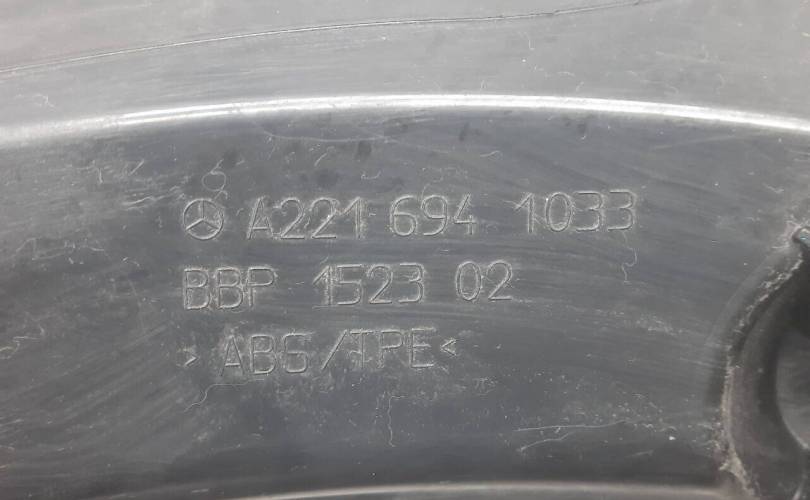 A221 694 1033
BBP 1523 02
>ABS/TPE<